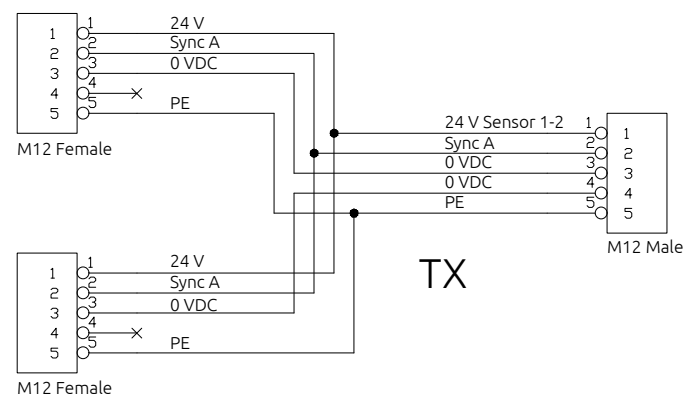 1 1 24 V
2 2 Sync A
3 3 0 VDC
4 4
5 5 PE
M12 Female
24 V Sensor 1-2 1 1
Sync A 2 2
0 VDC 3 3
0 VDC 4 4
PE 5 5
M12 Male
TX
1 1 24 V
2 2 Sync A
3 3 0 VDC
4 4
5 5 PE
M12 Female